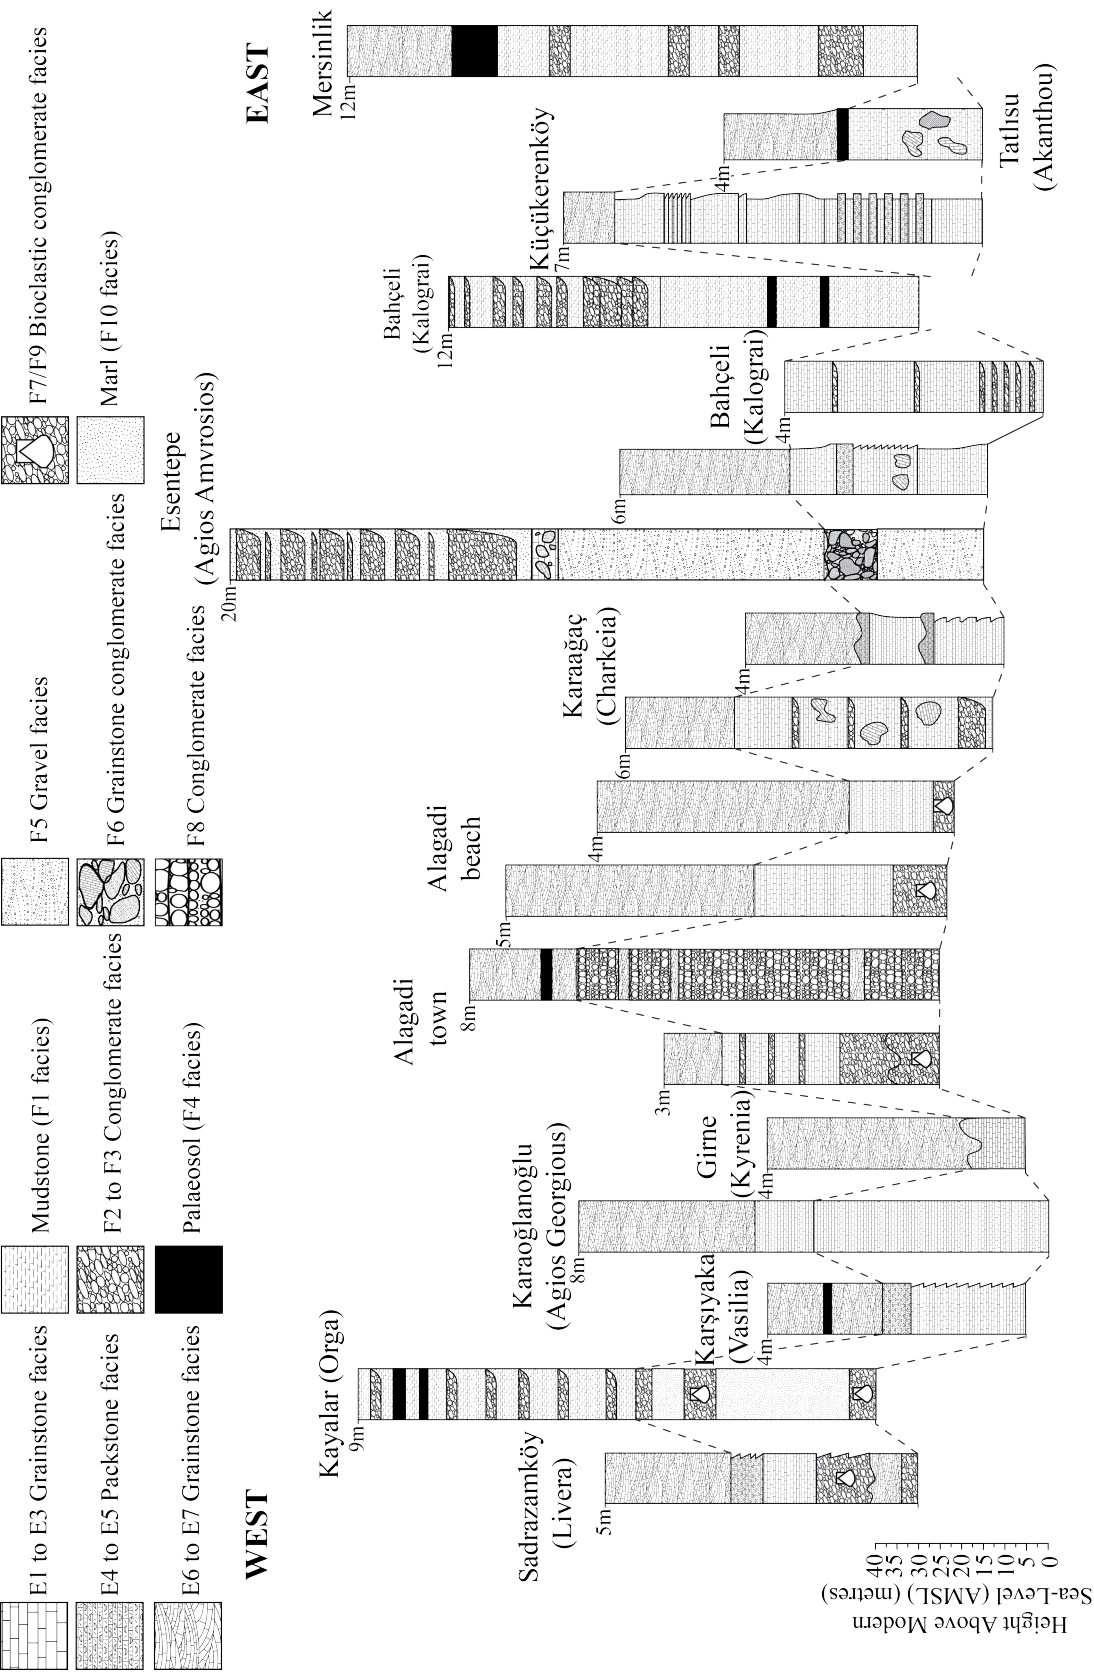 E1 to E3 Grainstone facies
Mudstone (F1 facies)
F5 Gravel facies
F7/F9 Bioclastic conglomerate facies
E4 to E5 Packstone facies
F2 to F3 Conglomerate facies
F6 Grainstone conglomerate facies
Marl (F10 facies)
E6 to E7 Grainstone facies
Palaeosol (F4 facies)
F8 Conglomerate facies
WEST
EAST
Sadrazamköy
(Livera)
5m
Kayalar (Orga)
9m
Karşıyaka
(Vasilia)
4m
Karaoğlanoğlu
(Agios Georgious)
8m
Girne
(Kyrenia)
4m
3m
Alagadi
town
8m
5m
Alagadi
beach
4m
6m
Karaağaç
(Charkeia)
4m
Esentepe
(Agios Amvrosios)
20m
6m
Bahçeli
(Kalograi)
4m
Bahçeli
(Kalograi)
12m
Küçükerenköy
7m
4m
Tatlısu
(Akanthou)
Mersinlik
12m
Height Above Modern
Sea-Level (AMSL) (metres)
40
35
30
25
20
15
10
5
0